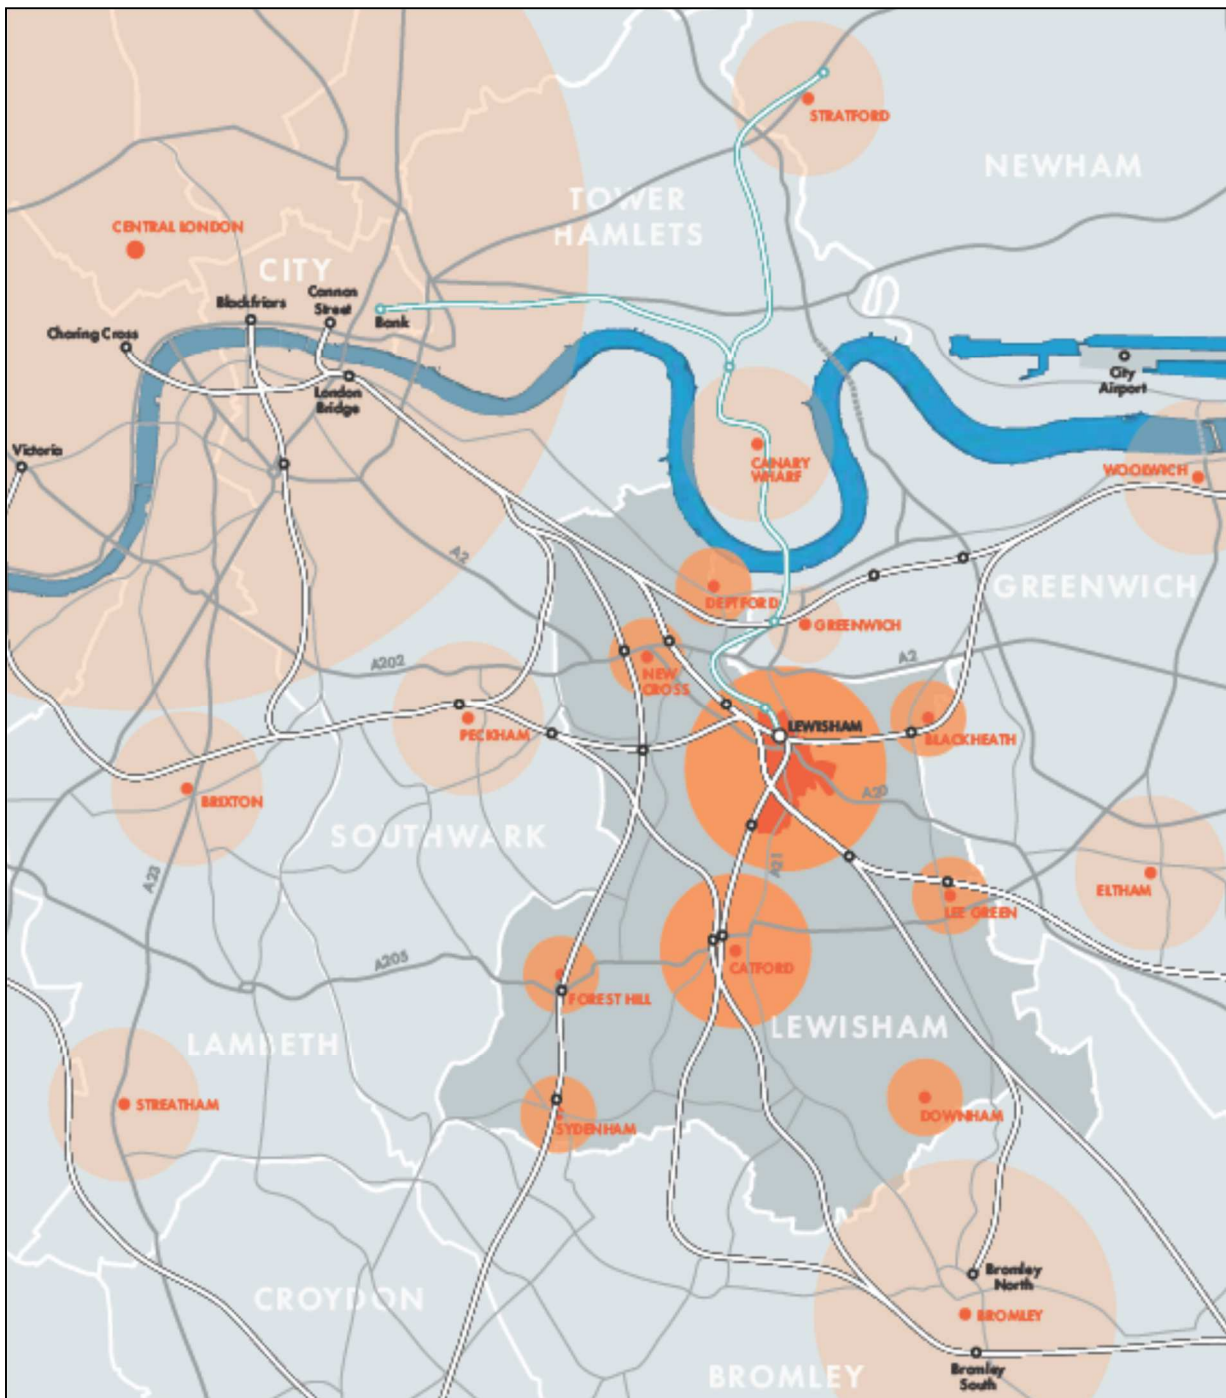 STRATFORD
NEWHAM
TOWER
HAMLETS
CENTRAL LONDON
CITY
Cannon
Street
Blackfriars
Bank
Charing Cross
City
Airport
London
Bridge
Victoria
CANARY
WHARF
WOOLWICH
A2
GREENWICH
DEPTFORD
GREENWICH
A202
A2
NEW
CROSS
LEWISHAM
PECKHAM
BLACKHEATH
BRIXTON
A20
SOUTHWARK
A21
A23
ELTHAM
LEE GREEN
A205
CATFORD
FOREST HILL
LEWISHAM
LAMBETH
STREATHAM
DOWNHAM
SYDENHAM
Bromley
North
CROYDON
BROMLEY
BROMLEY
Bromley
South